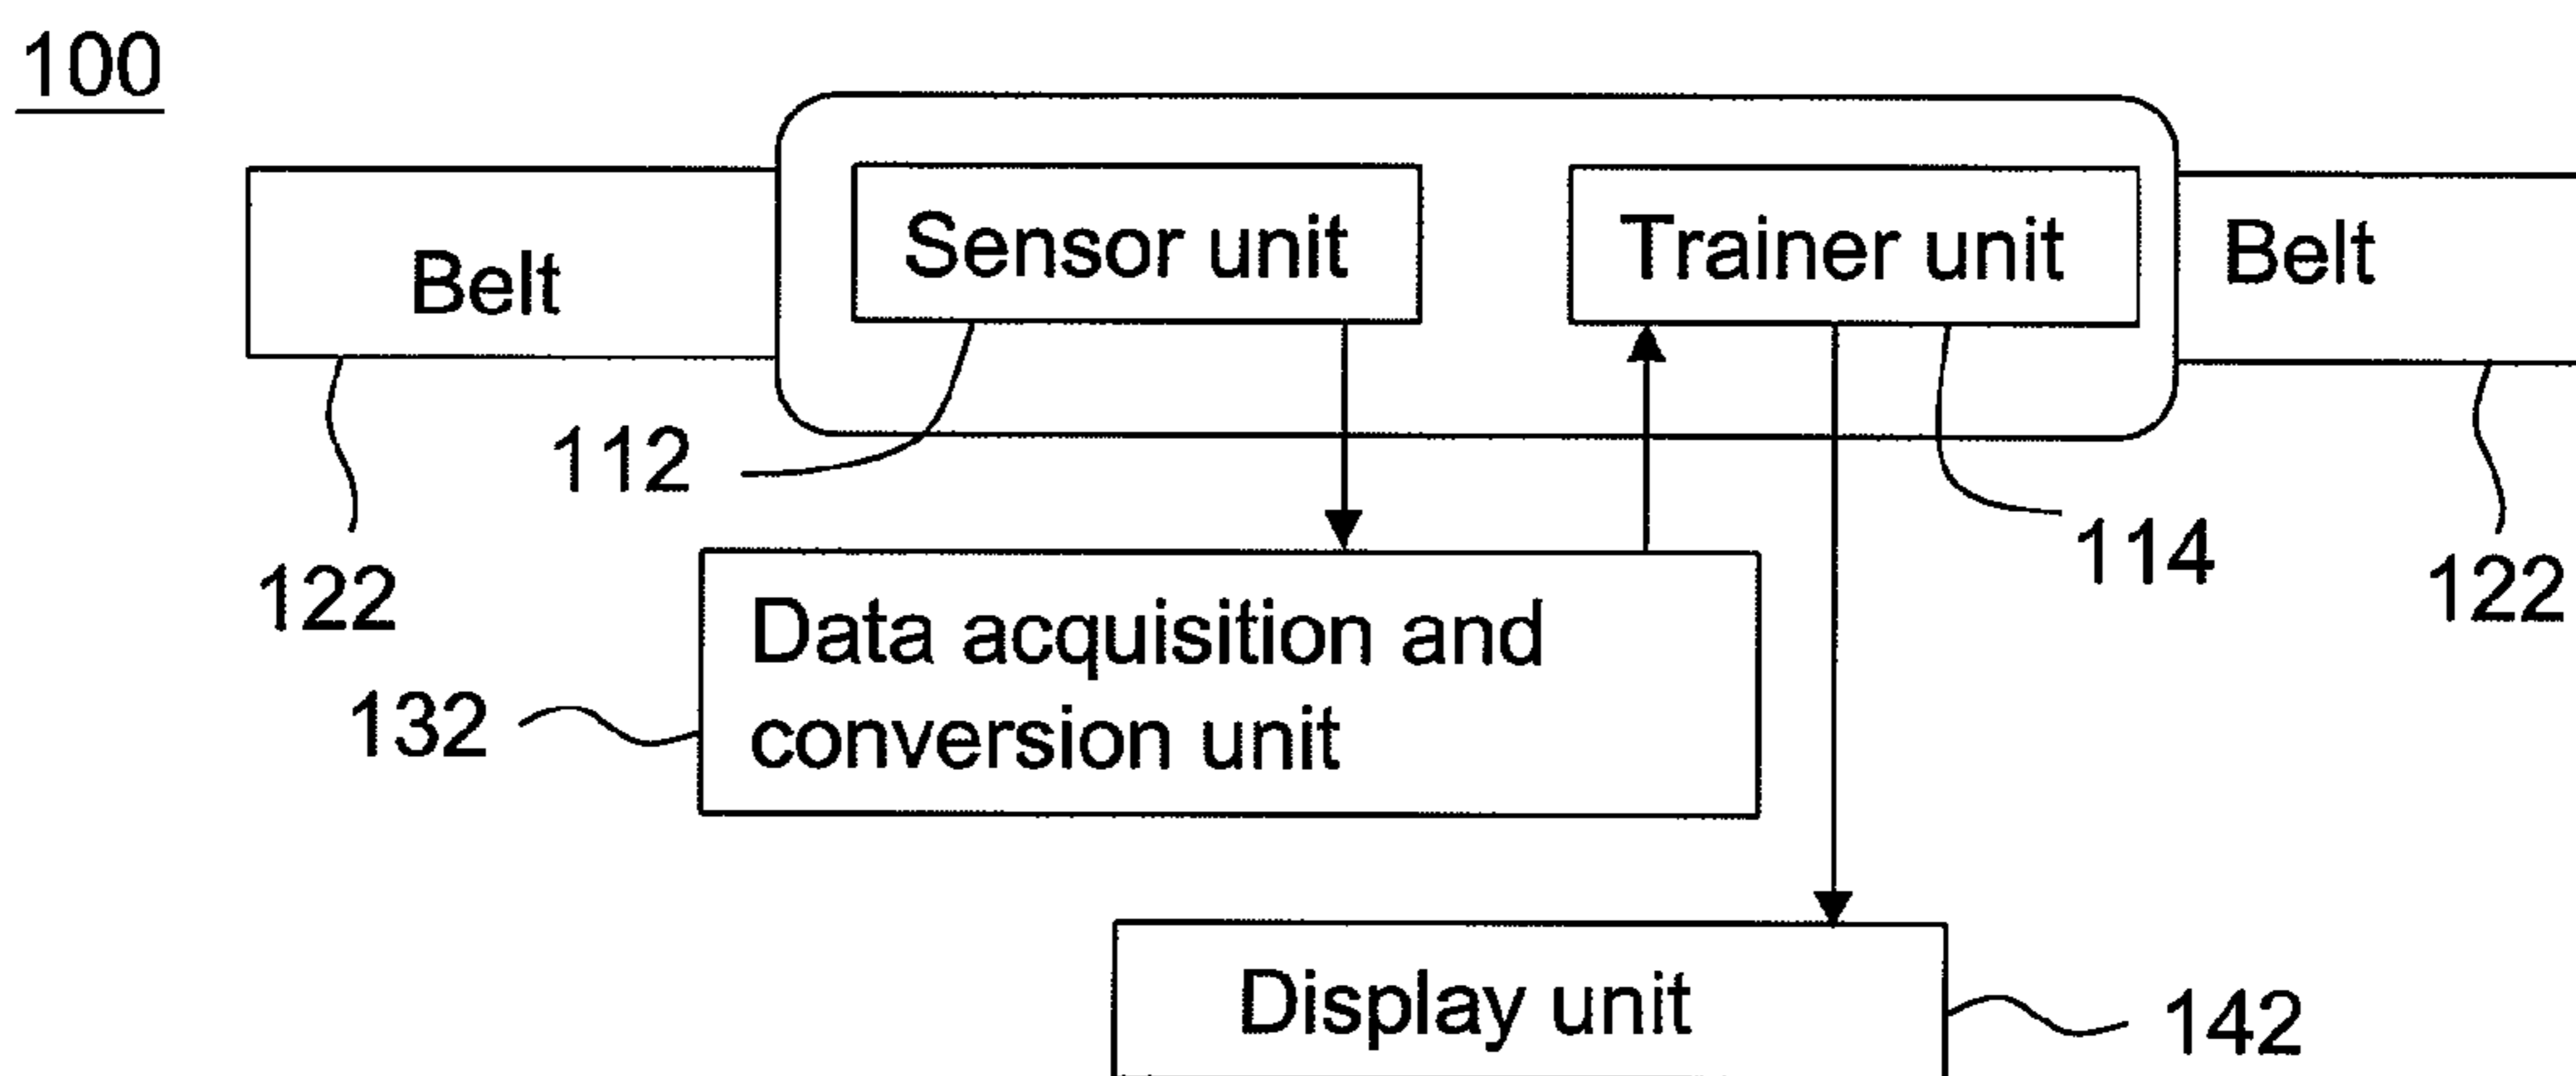 100
Belt
Sensor unit
Trainer unit
Belt
122
112
114
122
Data acquisition and
conversion unit
132
Display unit
142